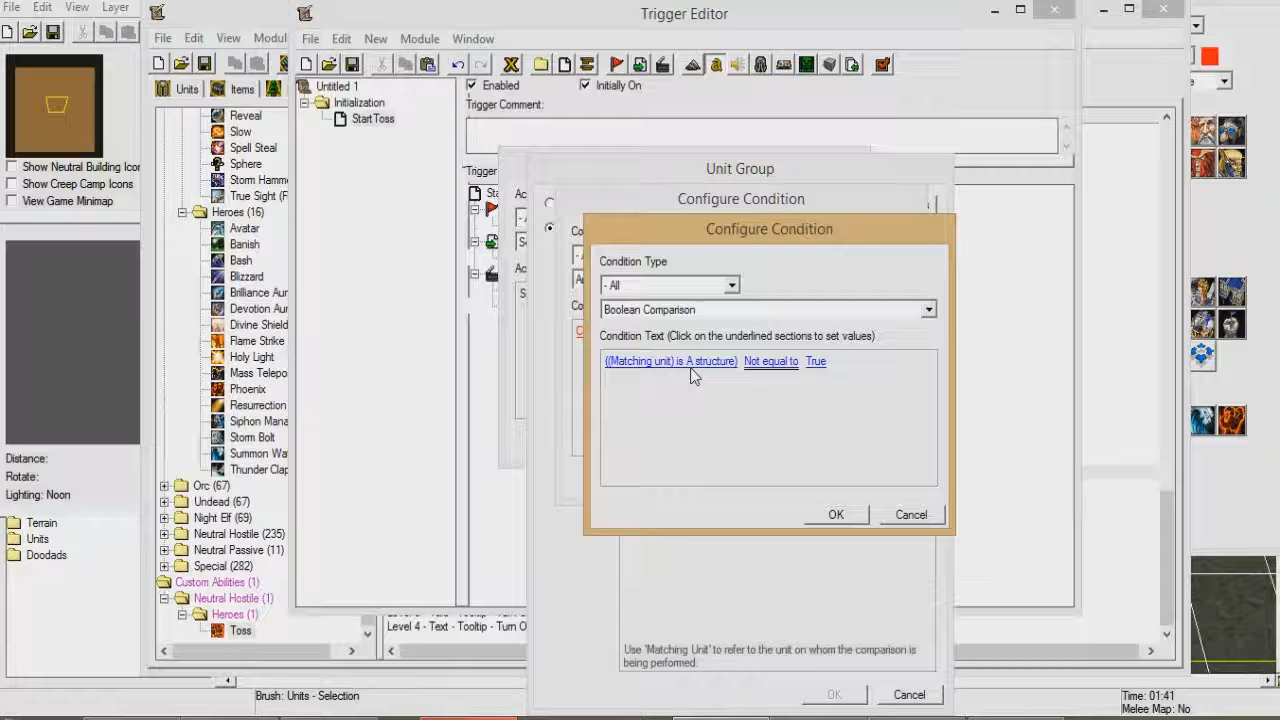 File Edit View Layer
Trigger Editor
File Edit View Modul
File Edit New Module Window
Units Items
Untitled 1
Initialization
StartToss
Enabled
Initially On
Trigger Comment:
Show Neutral Building Icon
Show Creep Camp Icons
View Game Minimap
Reveal
Slow
Spell Steal
Sphere
Storm Hamme
True Sight (F
Heroes (16)
Avatar
Banish
Bash
Blizzard
Brilliance Aur
Devotion Aur
Divine Shield
Flame Strike
Holy Light
Mass Telepo
Phoenix
Resurrection
Siphon Mana
Storm Bolt
Summon Wa
Thunder Clap
Orc (67)
Undead (67)
Night Elf (69)
Neutral Hostile (235)
Neutral Passive (11)
Special (282)
Custom Abilities (1)
Neutral Hostile (1)
Heroes (1)
Toss
Unit Group
Configure Condition
Configure Condition
Condition Type
- All
Boolean Comparison
Condition Text (Click on the underlined sections to set values)
((Matching unit) is A structure) Not equal to True
OK Cancel
Use 'Matching Unit' to refer to the unit on whom the comparison is
being performed.
OK Cancel
Level 4 - Text - Tooltip - Turn O
Distance:
Rotate:
Lighting: Noon
Terrain
Units
Doodads
Brush: Units - Selection
Time: 01:41
Melee Map: No